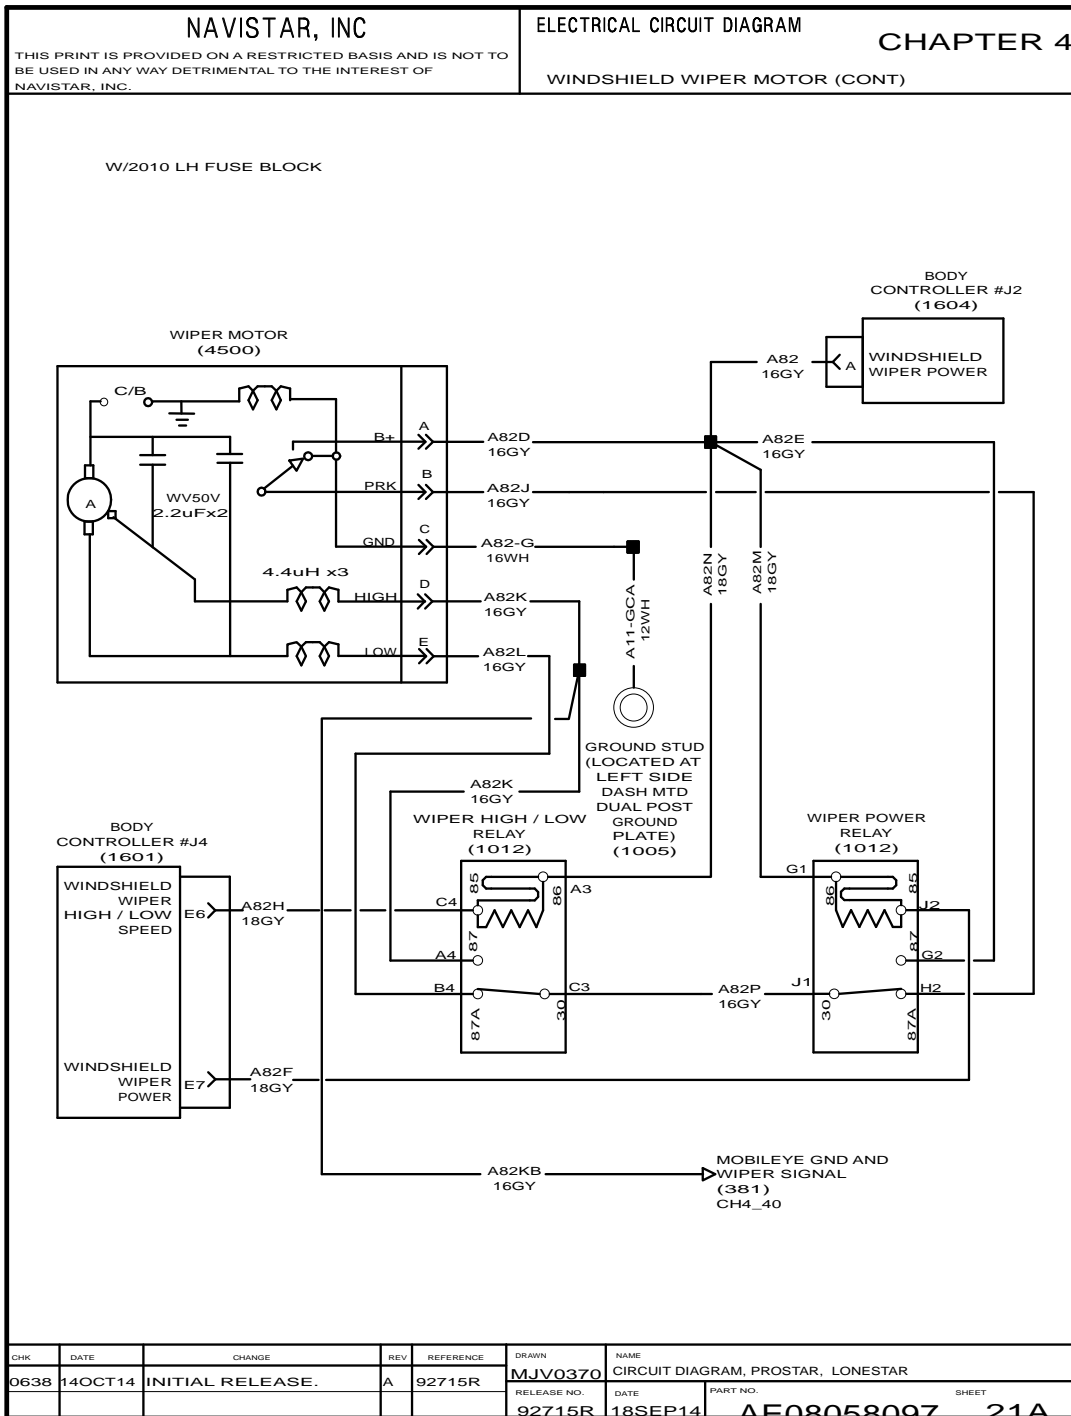 NAVISTAR, INC
THIS PRINT IS PROVIDED ON A RESTRICTED BASIS AND IS NOT TO
BE USED IN ANY WAY DETRIMENTAL TO THE INTEREST OF
NAVISTAR, INC.
ELECTRICAL CIRCUIT DIAGRAM
CHAPTER 4
WINDSHIELD WIPER MOTOR (CONT)
W/2010 LH FUSE BLOCK
BODY
CONTROLLER #J2
(1604)
A82
16GY
A
WINDSHIELD
WIPER POWER
WIPER MOTOR
(4500)
C/B
B+
A
A82D
16GY
A82E
16GY
PRK
B
A82J
16GY
A
WV50V
2.2uFx2
GND
C
A82-G
16WH
4.4uH x3
HIGH
D
A82K
16GY
LOW
E
A82L
16GY
A11-GCA
12WH
A82N
18GY
A82M
18GY
GROUND STUD
(LOCATED AT
LEFT SIDE
DASH MTD
DUAL POST
GROUND
PLATE)
(1005)
A82K
16GY
WIPER HIGH / LOW
RELAY
(1012)
WIPER POWER
RELAY
(1012)
BODY
CONTROLLER #J4
(1601)
WINDSHIELD
WIPER
HIGH / LOW
SPEED
E6
A82H
18GY
C4
85
86
A3
A4
87
B4
87A
30
C3
A82P
16GY
G1
86
85
J2
87
G2
J1
30
87A
H2
WINDSHIELD
WIPER
POWER
E7
A82F
18GY
A82KB
16GY
MOBILEYE GND AND
WIPER SIGNAL
(381)
CH4_40
CHK DATE CHANGE REV REFERENCE
0638 14OCT14 INITIAL RELEASE. A 92715R
DRAWN
MJV0370
NAME
CIRCUIT DIAGRAM, PROSTAR, LONESTAR
RELEASE NO.
92715R
DATE
18SEP14
PART NO.
AE08058097
SHEET
21A